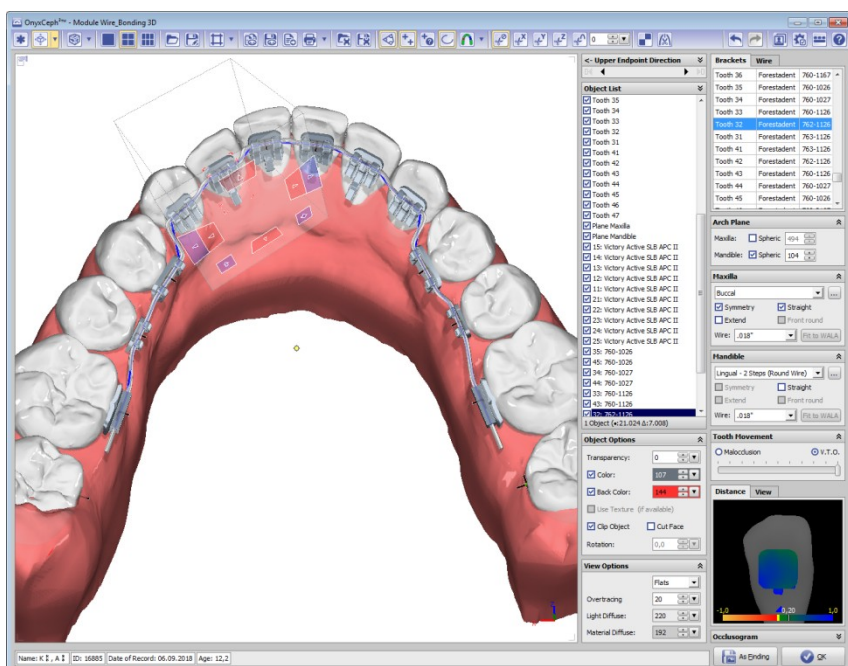 OnyxCeph³™ - Module Wire_Bonding 3D
0
<- Upper Endpoint Direction
Object List
Tooth 35
Tooth 34
Tooth 33
Tooth 32
Tooth 31
Tooth 41
Tooth 42
Tooth 43
Tooth 44
Tooth 45
Tooth 46
Tooth 47
Plane Maxilla
Plane Mandible
15: Victory Active SLB APC II
14: Victory Active SLB APC II
13: Victory Active SLB APC II
12: Victory Active SLB APC II
11: Victory Active SLB APC II
21: Victory Active SLB APC II
22: Victory Active SLB APC II
23: Victory Active SLB APC II
24: Victory Active SLB APC II
25: Victory Active SLB APC II
35: 760-1026
45: 760-1026
34: 760-1027
44: 760-1027
33: 760-1126
43: 760-1126
32: 762-1126
1 Object (•:21.024 Δ:7.008)
Object Options
Transparency: 0
Color: 107
Back Color: 144
Use Texture (if available)
Clip Object Cut Face
Rotation: 0,0
View Options
Flats
Overtracing 20
Light Diffuse: 220
Material Diffuse: 192
Brackets Wire
Tooth 36 Forestadent 760-1167
Tooth 35 Forestadent 760-1026
Tooth 34 Forestadent 760-1027
Tooth 33 Forestadent 760-1126
Tooth 32 Forestadent 762-1126
Tooth 31 Forestadent 763-1126
Tooth 41 Forestadent 763-1126
Tooth 42 Forestadent 762-1126
Tooth 43 Forestadent 760-1126
Tooth 44 Forestadent 760-1027
Tooth 45 Forestadent 760-1026
Arch Plane
Maxilla: Spheric 494
Mandible: Spheric 104
Maxilla
Buccal ...
Symmetry Straight
Extend Front round
Wire: .018" Fit to WALA
Mandible
Lingual - 2 Steps (Round Wire) ...
Symmetry Straight
Extend Front round
Wire: .018" Fit to WALA
Tooth Movement
Malocclusion V.T.O.
Distance View
-1,0 0,20 1,0
Occlusogram
As Finding OK
Name: K , A ID: 16885 Date of Record: 06.09.2018 Age: 12,2